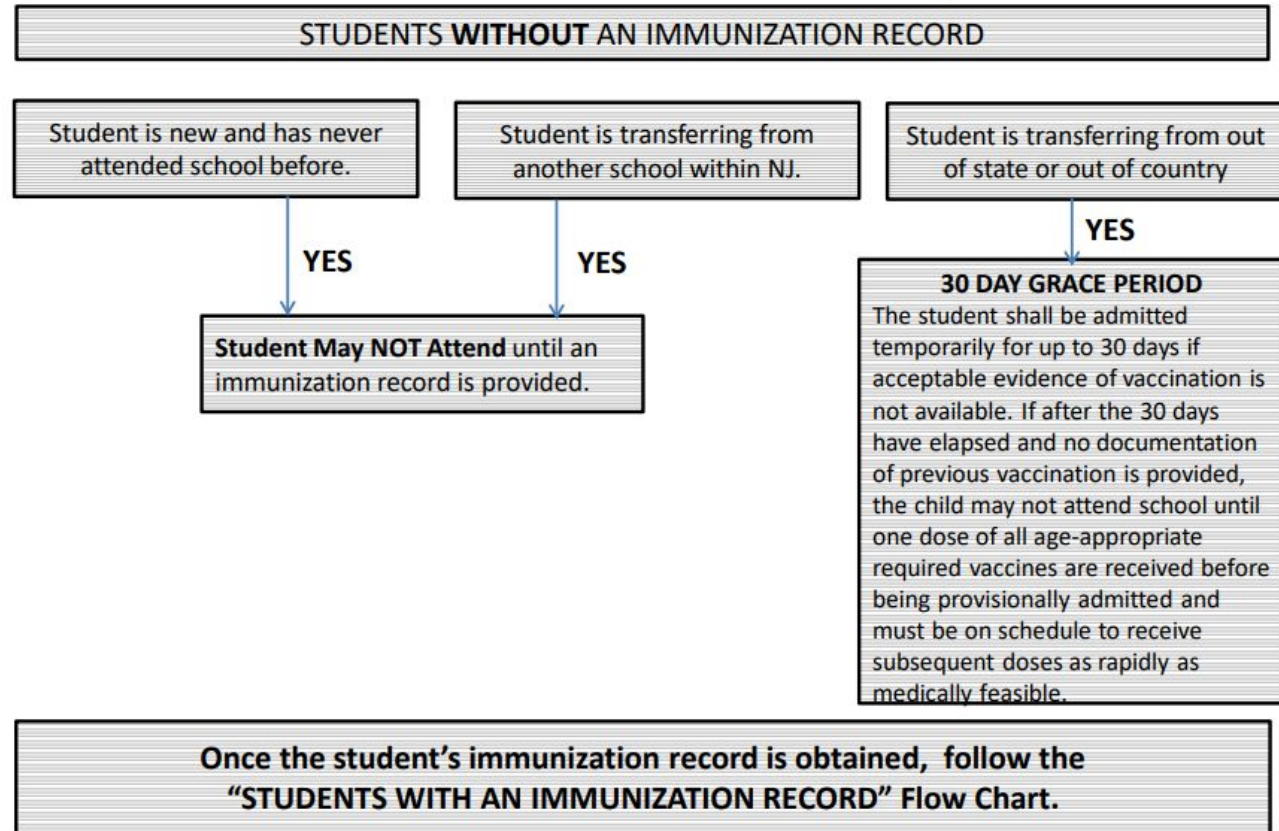 STUDENTS WITHOUT AN IMMUNIZATION RECORD
Student is new and has never
attended school before.
Student is transferring from
another school within NJ.
Student is transferring from out
of state or out of country
YES
YES
YES
Student May NOT Attend until an
immunization record is provided.
30 DAY GRACE PERIOD
The student shall be admitted
temporarily for up to 30 days if
acceptable evidence of vaccination is
not available. If after the 30 days
have elapsed and no documentation
of previous vaccination is provided,
the child may not attend school until
one dose of all age-appropriate
required vaccines are received before
being provisionally admitted and
must be on schedule to receive
subsequent doses as rapidly as
medically feasible.
Once the student’s immunization record is obtained, follow the
“STUDENTS WITH AN IMMUNIZATION RECORD” Flow Chart.